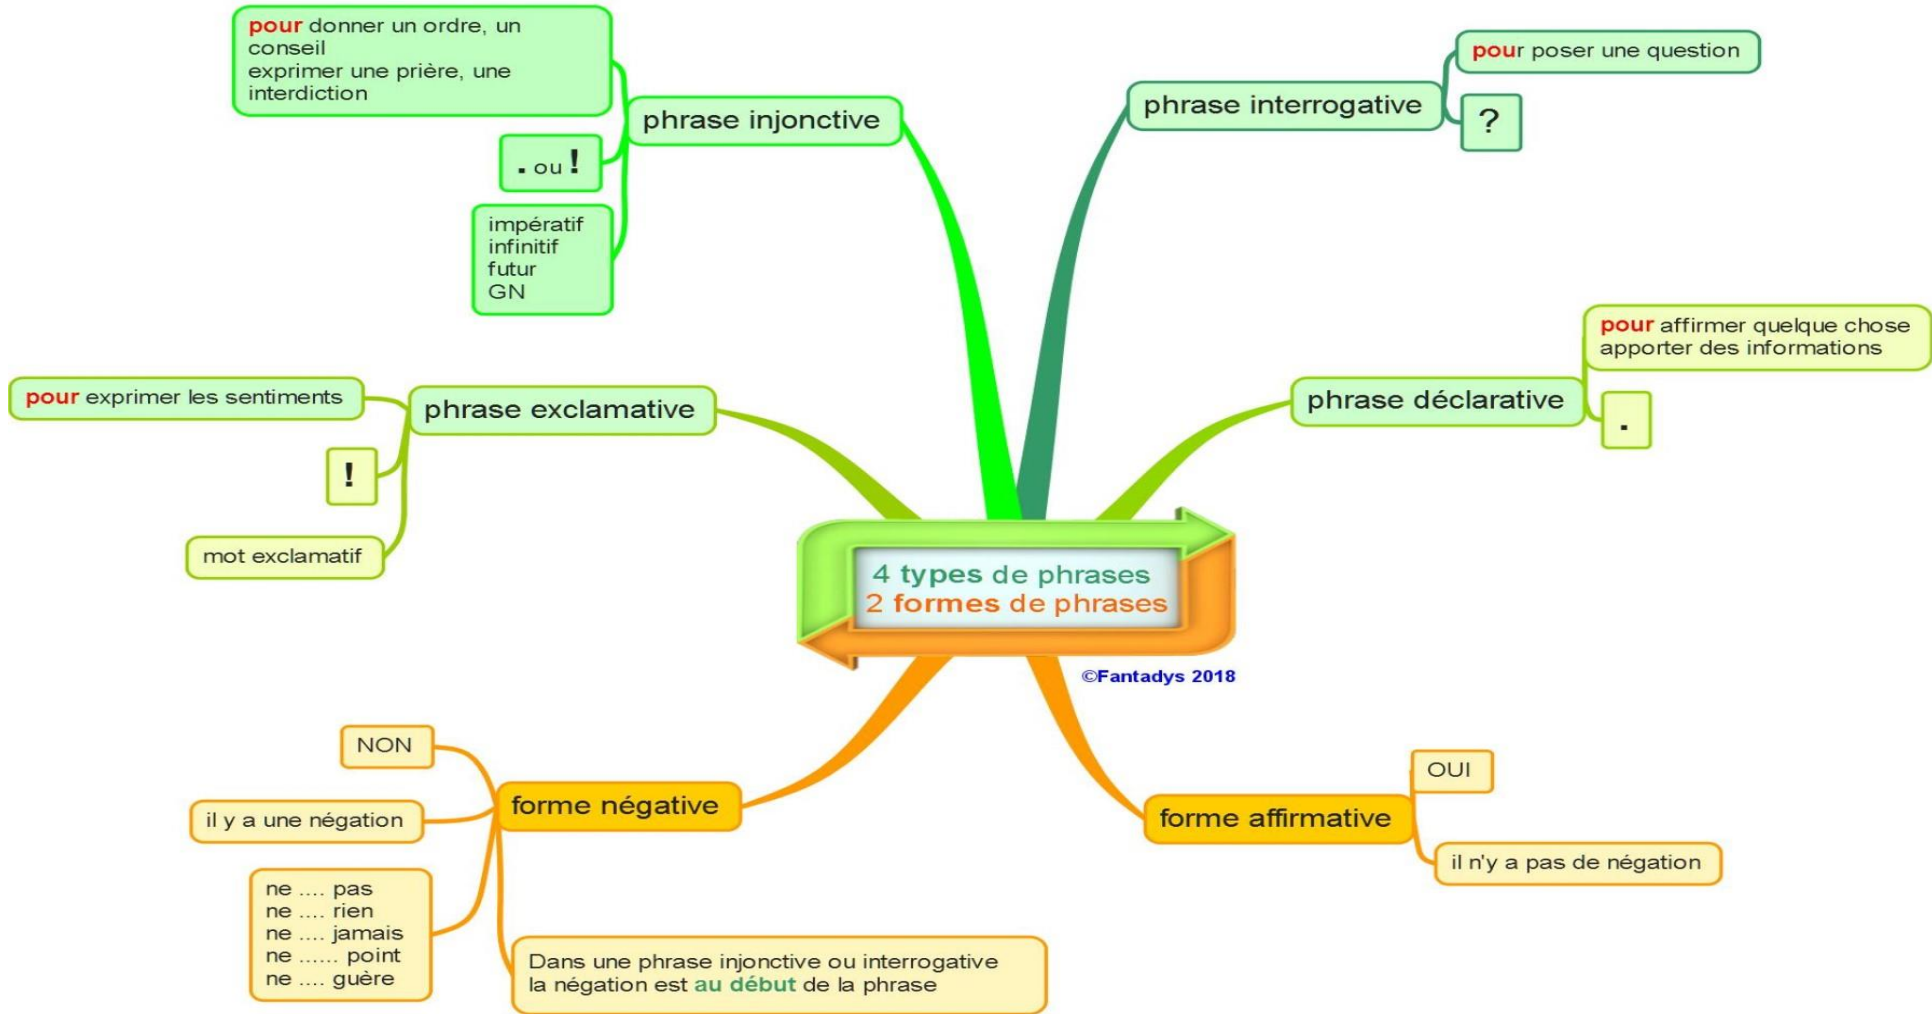 pour donner un ordre, un
conseil
exprimer une prière, une
interdiction
phrase injonctive
. ou !
impératif
infinitif
futur
GN
pour poser une question
phrase interrogative
?
pour exprimer les sentiments
phrase exclamative
!
mot exclamatif
pour affirmer quelque chose
apporter des informations
phrase déclarative
.
4 types de phrases
2 formes de phrases
©Fantadys 2018
NON
forme négative
il y a une négation
ne .... pas
ne .... rien
ne .... jamais
ne ...... point
ne .... guère
Dans une phrase injonctive ou interrogative
la négation est au début de la phrase
OUI
forme affirmative
il n'y a pas de négation